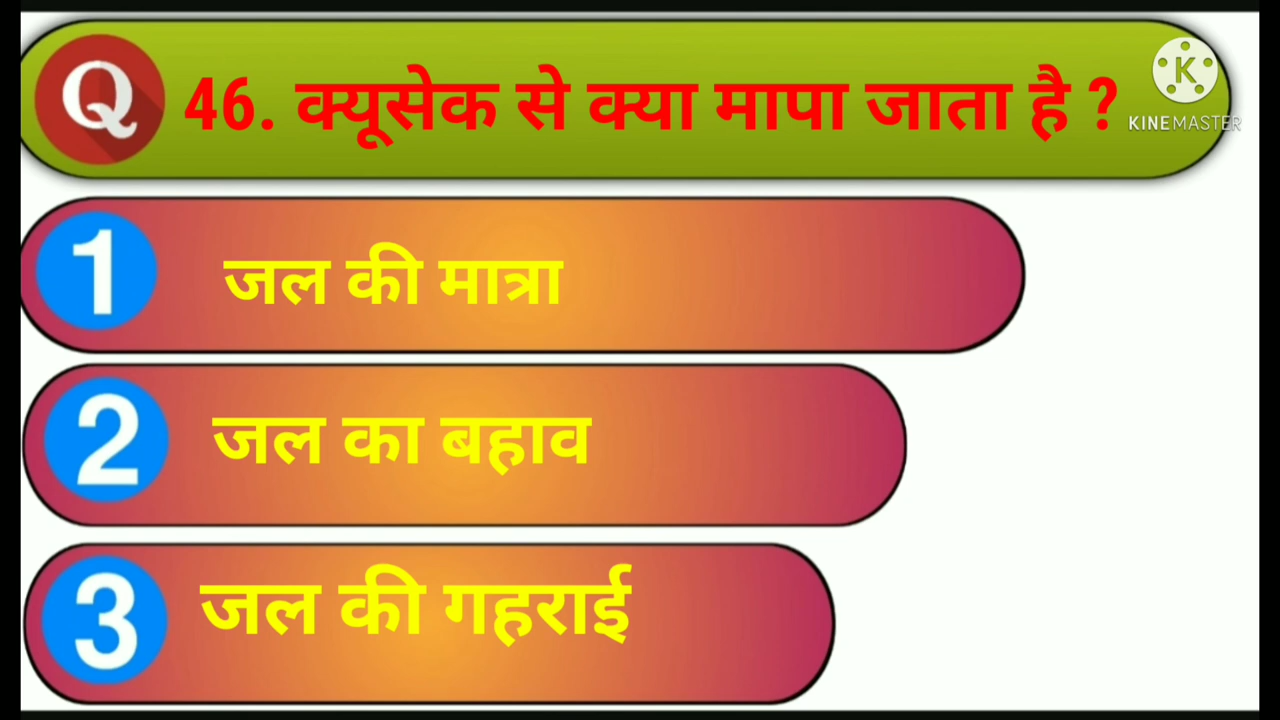 Q 46. क्यूसेक से क्या मापा जाता है ?
KINEMASTER
1 जल की मात्रा
2 जल का बहाव
3 जल की गहराई